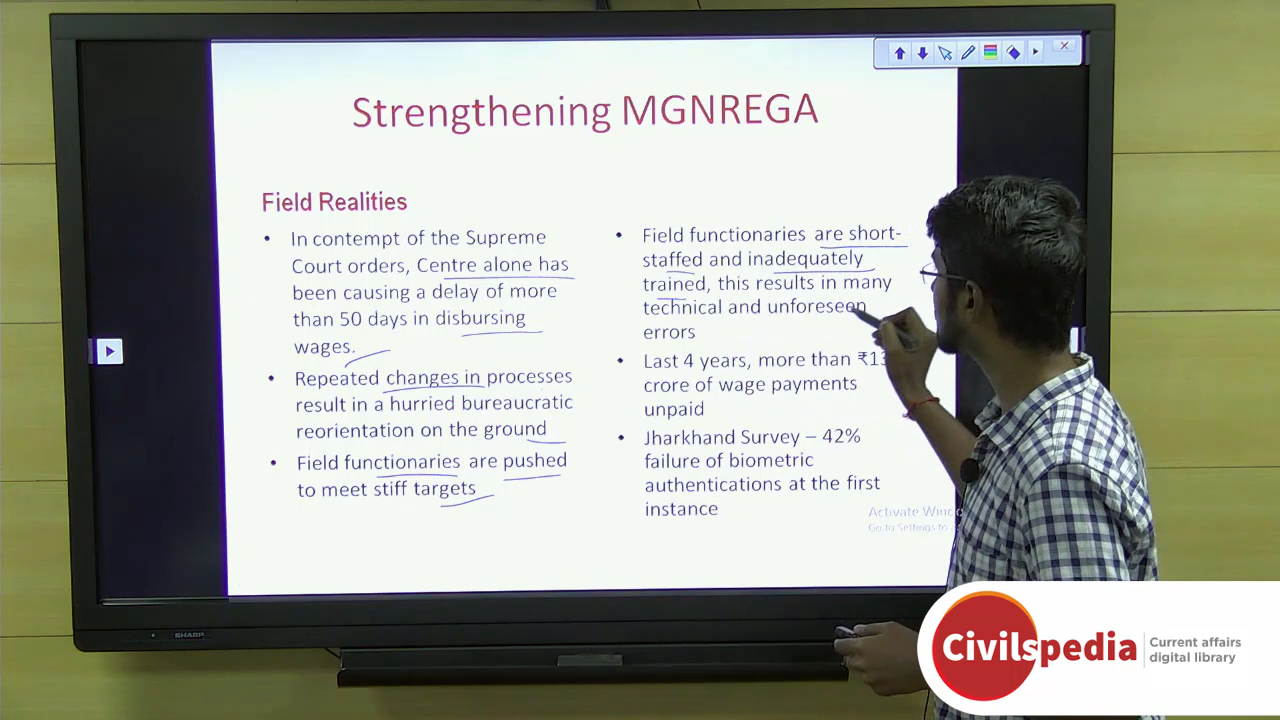 Strengthening MGNREGA
Field Realities
• In contempt of the Supreme
Court orders, Centre alone has
been causing a delay of more
than 50 days in disbursing
wages.
• Repeated changes in processes
result in a hurried bureaucratic
reorientation on the ground
• Field functionaries are pushed
to meet stiff targets
• Field functionaries are short-
staffed and inadequately
trained, this results in many
technical and unforeseen
errors
• Last 4 years, more than
crore of wage payments
unpaid
• Jharkhand Survey – 42%
failure of biometric
authentications at the first
instance
Activate
Go to Settings to
SHARP
Civilspedia
Current affairs
digital library